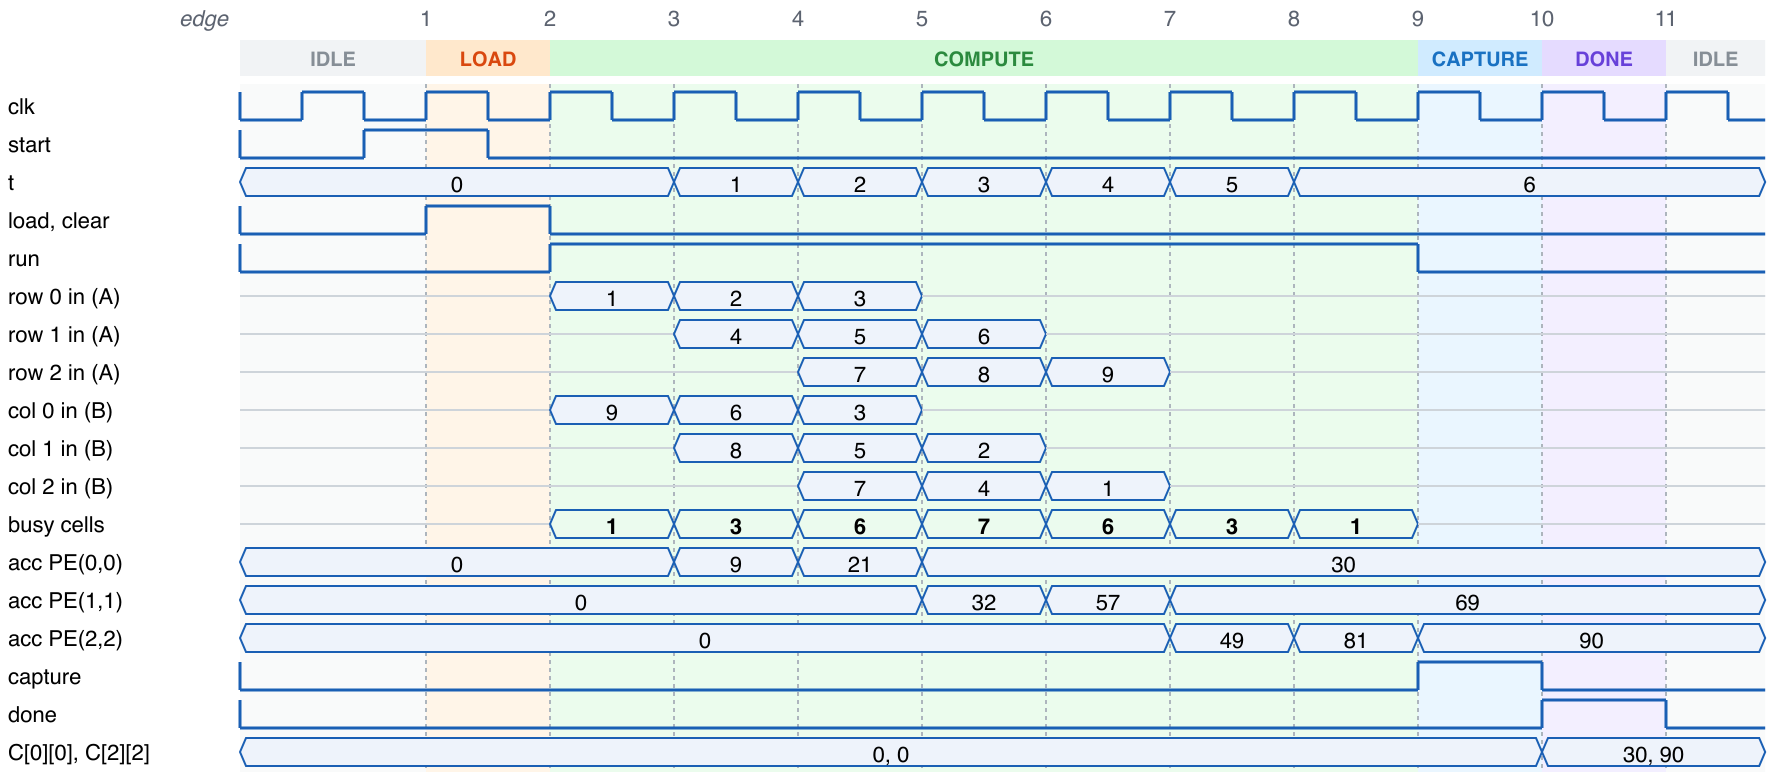 edge 1 2 3 4 5 6 7 8 9 10 11
IDLE LOAD COMPUTE CAPTURE DONE IDLE
clk
start
t 0 1 2 3 4 5 6
load, clear
run
row 0 in (A) 1 2 3
row 1 in (A) 4 5 6
row 2 in (A) 7 8 9
col 0 in (B) 9 6 3
col 1 in (B) 8 5 2
col 2 in (B) 7 4 1
busy cells 1 3 6 7 6 3 1
acc PE(0,0) 0 9 21 30
acc PE(1,1) 0 32 57 69
acc PE(2,2) 0 49 81 90
capture
done
C[0][0], C[2][2] 0, 0 30, 90